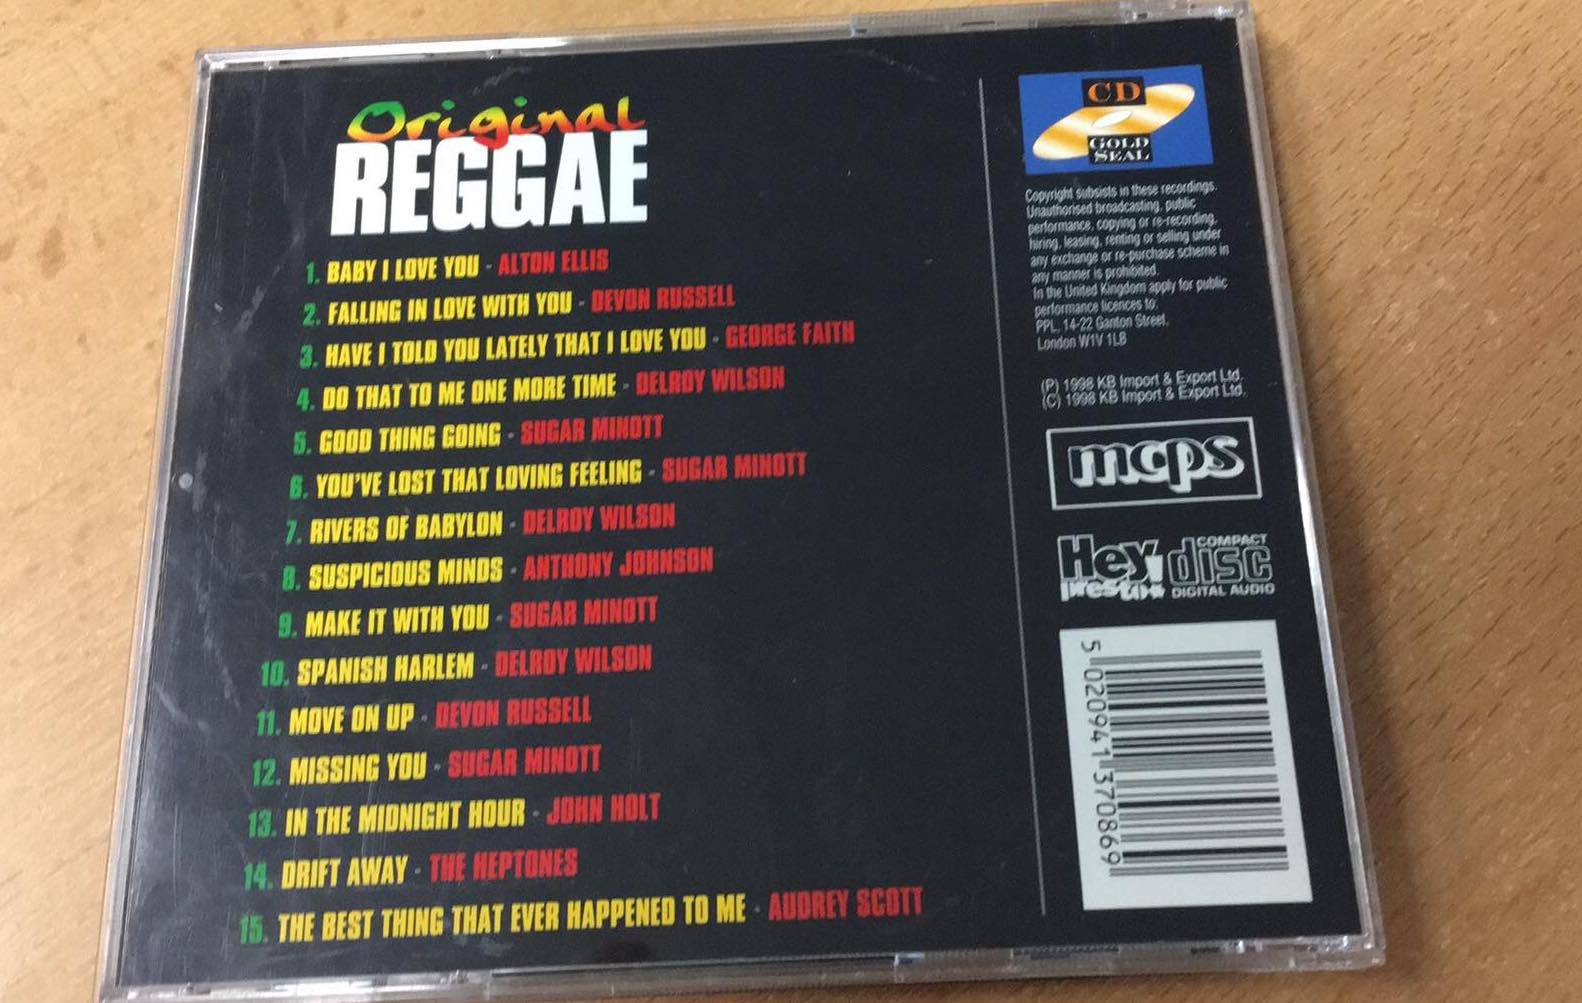 Original
REGGAE
1. BABY I LOVE YOU - ALTON ELLIS
2. FALLING IN LOVE WITH YOU - DEVON RUSSELL
3. HAVE I TOLD YOU LATELY THAT I LOVE YOU - GEORGE FAITH
4. DO THAT TO ME ONE MORE TIME - DELROY WILSON
5. GOOD THING GOING - SUGAR MINOTT
6. YOU'VE LOST THAT LOVING FEELING - SUGAR MINOTT
7. RIVERS OF BABYLON - DELROY WILSON
8. SUSPICIOUS MINDS - ANTHONY JOHNSON
9. MAKE IT WITH YOU - SUGAR MINOTT
10. SPANISH HARLEM - DELROY WILSON
11. MOVE ON UP - DEVON RUSSELL
12. MISSING YOU - SUGAR MINOTT
13. IN THE MIDNIGHT HOUR - JOHN HOLT
14. DRIFT AWAY - THE HEPTONES
15. THE BEST THING THAT EVER HAPPENED TO ME - AUDREY SCOTT
CD
GOLD
SEAL
Copyright subsists in these recordings.
Unauthorised broadcasting, public
performance, copying or re-recording,
hiring, leasing, renting or selling under
any exchange or re-purchase scheme in
any manner is prohibited.
In the United Kingdom apply for public
performance licences to:
PPL, 14-22 Ganton Street,
London W1V 1LB
(P) 1998 KB Import & Export Ltd.
(C) 1998 KB Import & Export Ltd.
mcps
Hey
presto!
COMPACT
disc
DIGITAL AUDIO
5 020941 370869